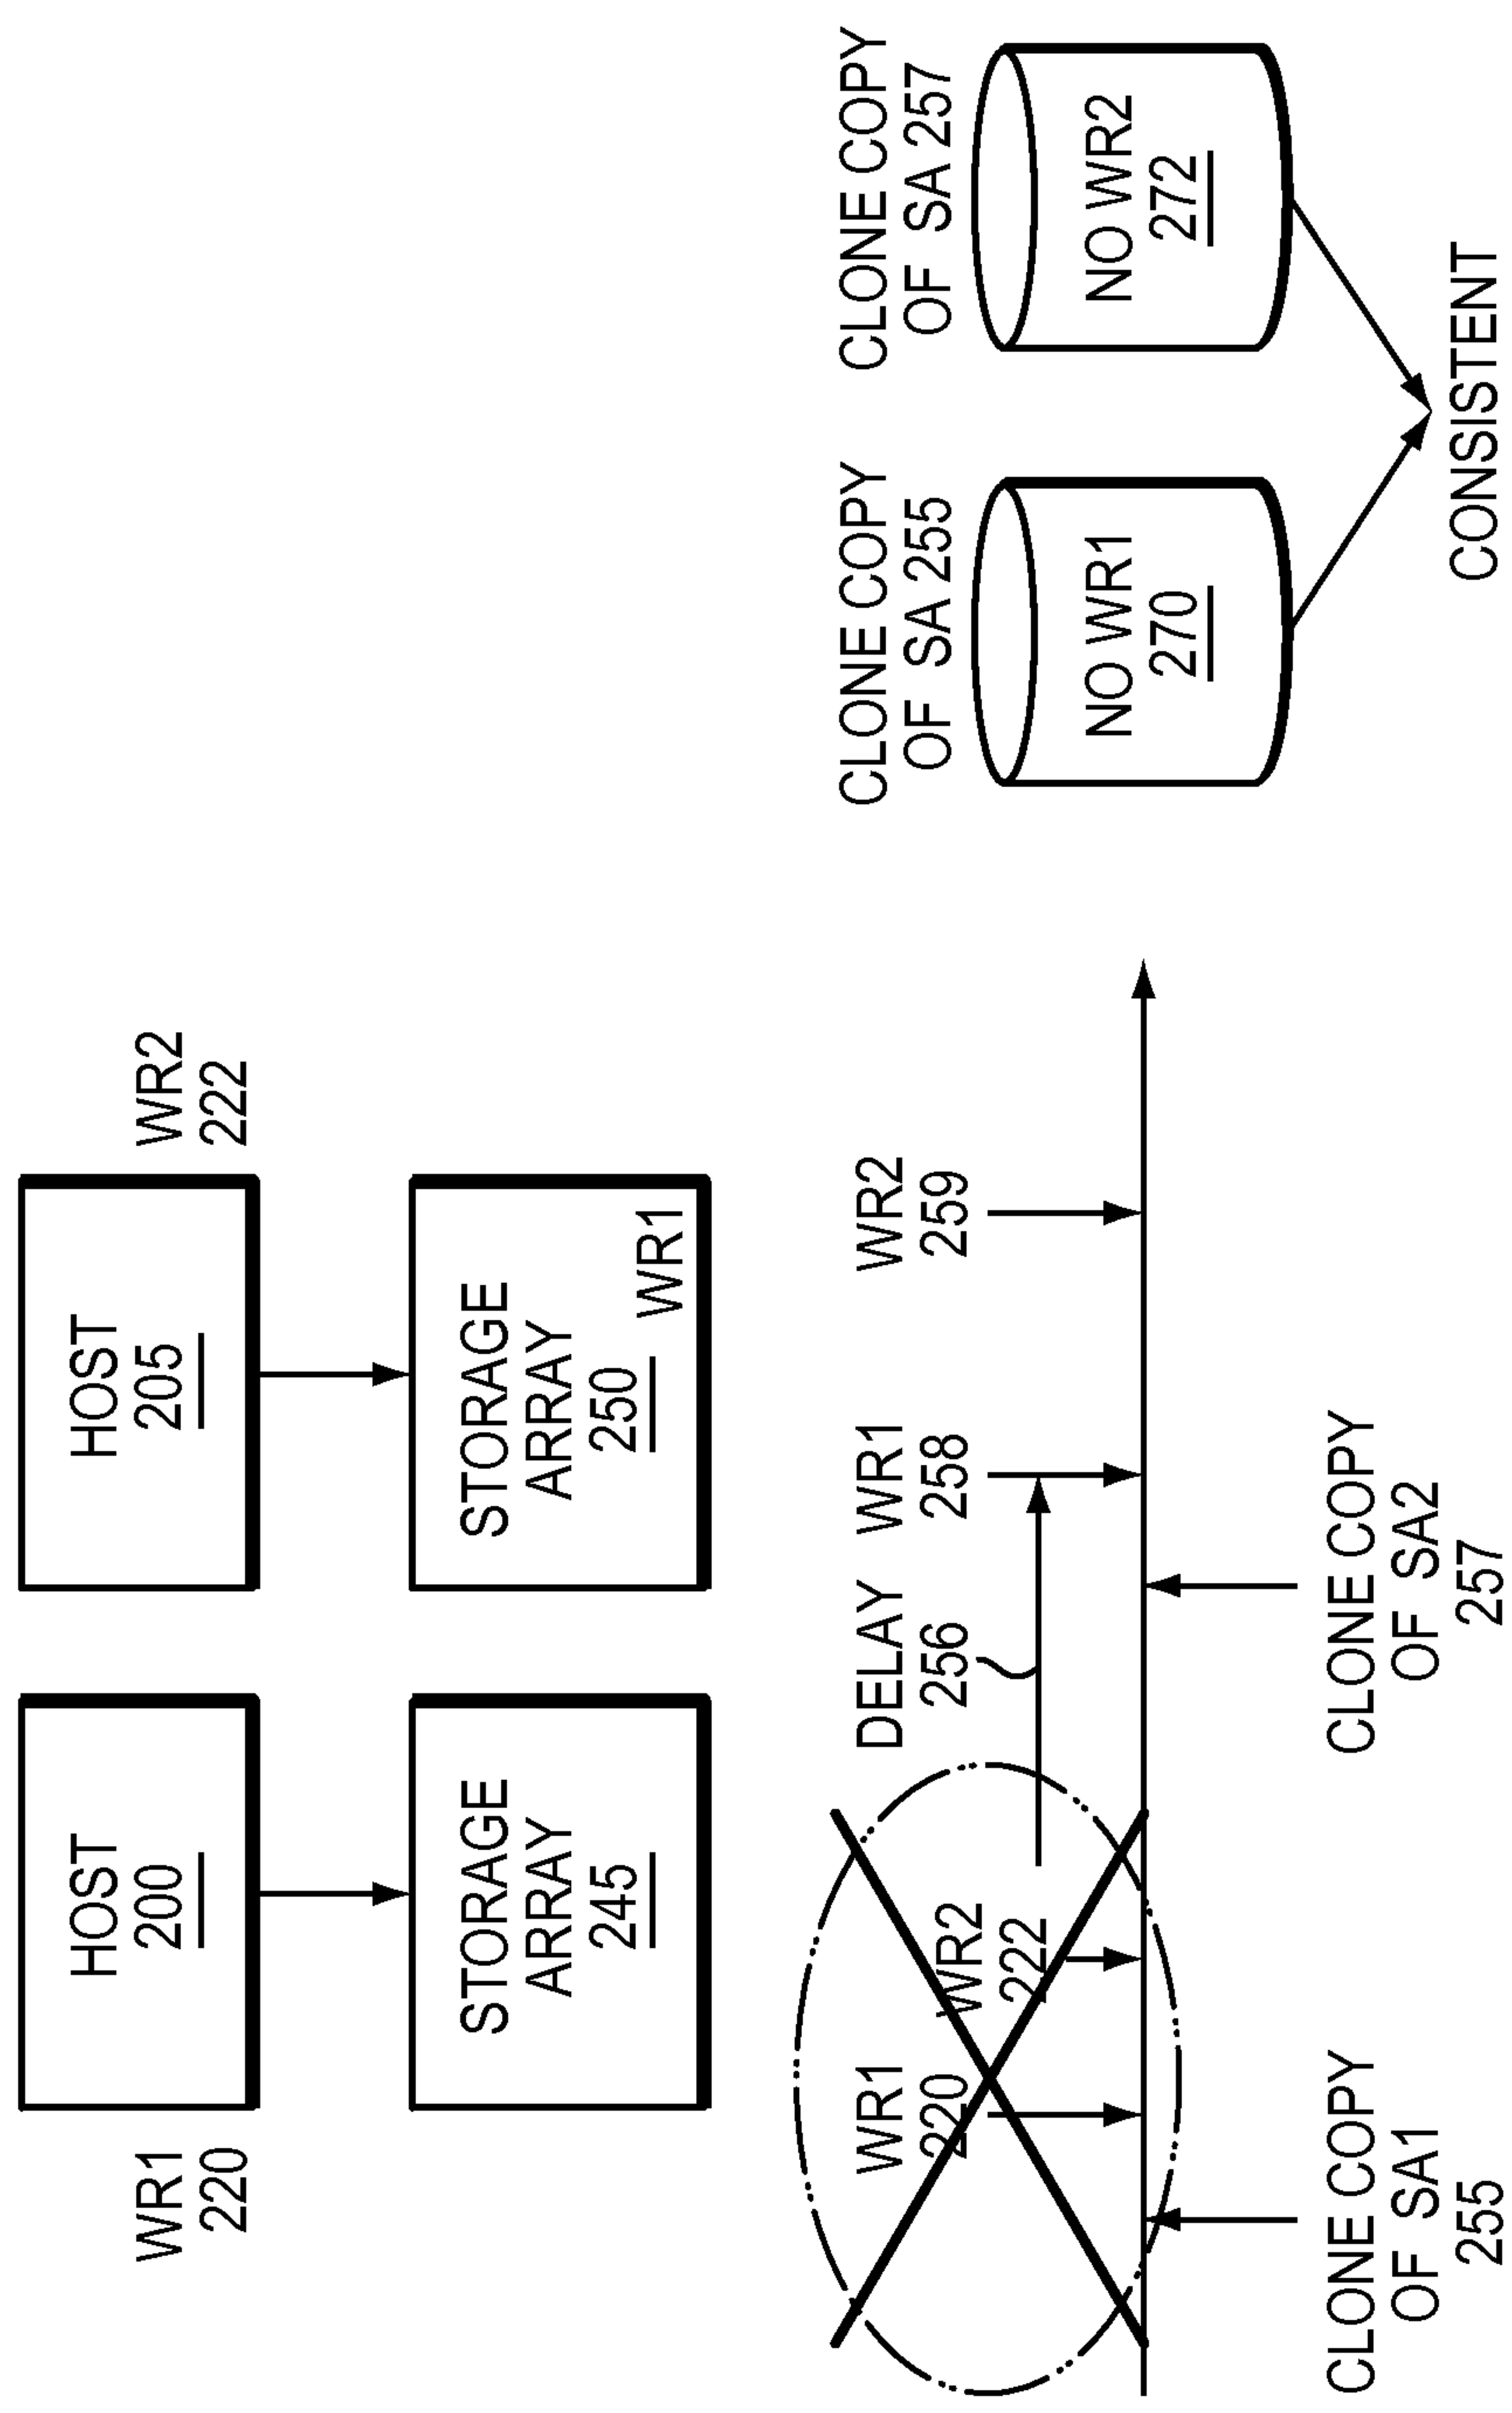 WR1
220
HOST
200
HOST
205
WR2
222
STORAGE
ARRAY
245
STORAGE
ARRAY
250
WR1
WR1
220
WR2
222
DELAY
256
WR1
258
WR2
259
CLONE COPY
OF SA1
255
CLONE COPY
OF SA2
257
CLONE COPY
OF SA 255
CLONE COPY
OF SA 257
NO WR1
270
NO WR2
272
CONSISTENT